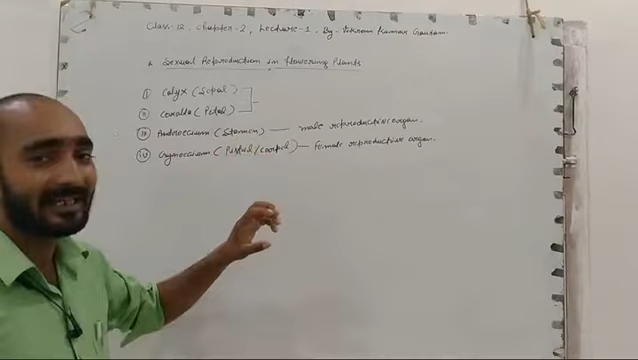 Class-12, Chapter-2, Lecture-1. By- Vikram Kumar Gautam.
* Sexual Reproduction in flowering Plants
(i) Calyx (Sepal)
(ii) Corolla (Petal)
(iii) Androecium (Stamen) — male reproductive organ.
(iv) Gynoecium (Pistil/carpel) — Female reproductive organ.